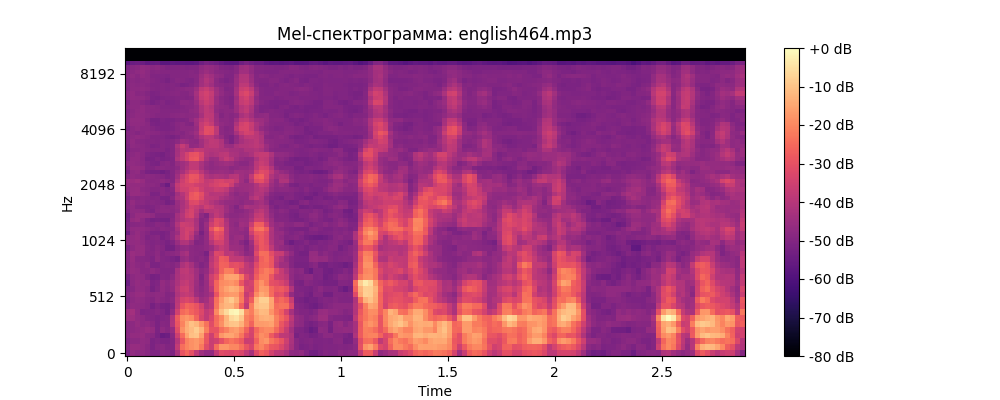 Mel-спектрограмма: english464.mp3
8192
4096
2048
1024
512
0
Hz
0
0.5
1
1.5
2
2.5
Time
+0 dB
-10 dB
-20 dB
-30 dB
-40 dB
-50 dB
-60 dB
-70 dB
-80 dB